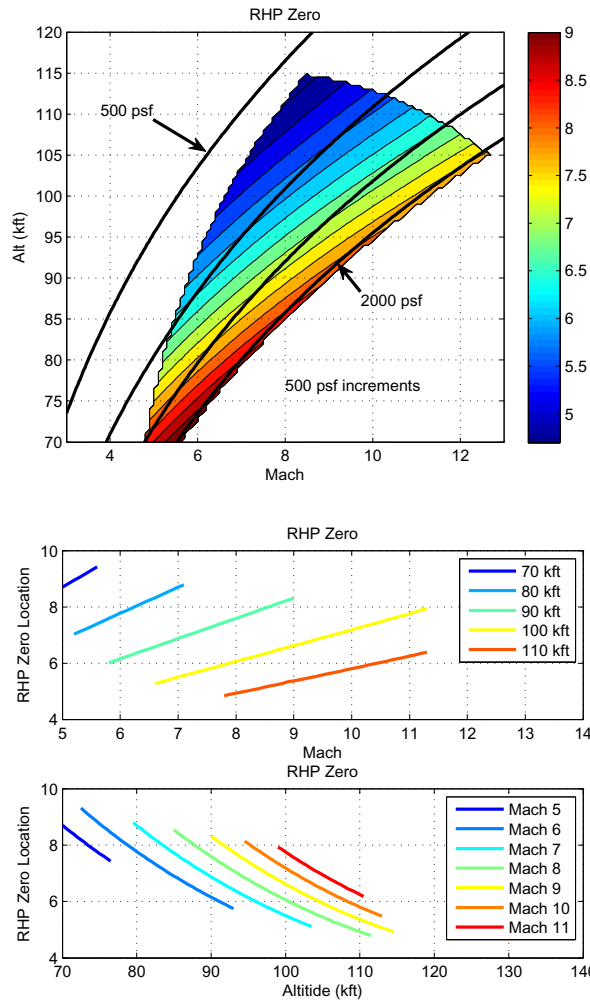 RHP Zero
120
115
110
105
100
95
90
85
80
75
70
Alt (kft)
500 psf
2000 psf
500 psf increments
4
6
8
10
12
Mach
9
8.5
8
7.5
7
6.5
6
5.5
5
RHP Zero
10
8
6
4
RHP Zero Location
70 kft
80 kft
90 kft
100 kft
110 kft
5
6
7
8
9
10
11
12
13
14
Mach
RHP Zero
10
8
6
4
RHP Zero Location
Mach 5
Mach 6
Mach 7
Mach 8
Mach 9
Mach 10
Mach 11
70
80
90
100
110
120
130
140
Altitide (kft)